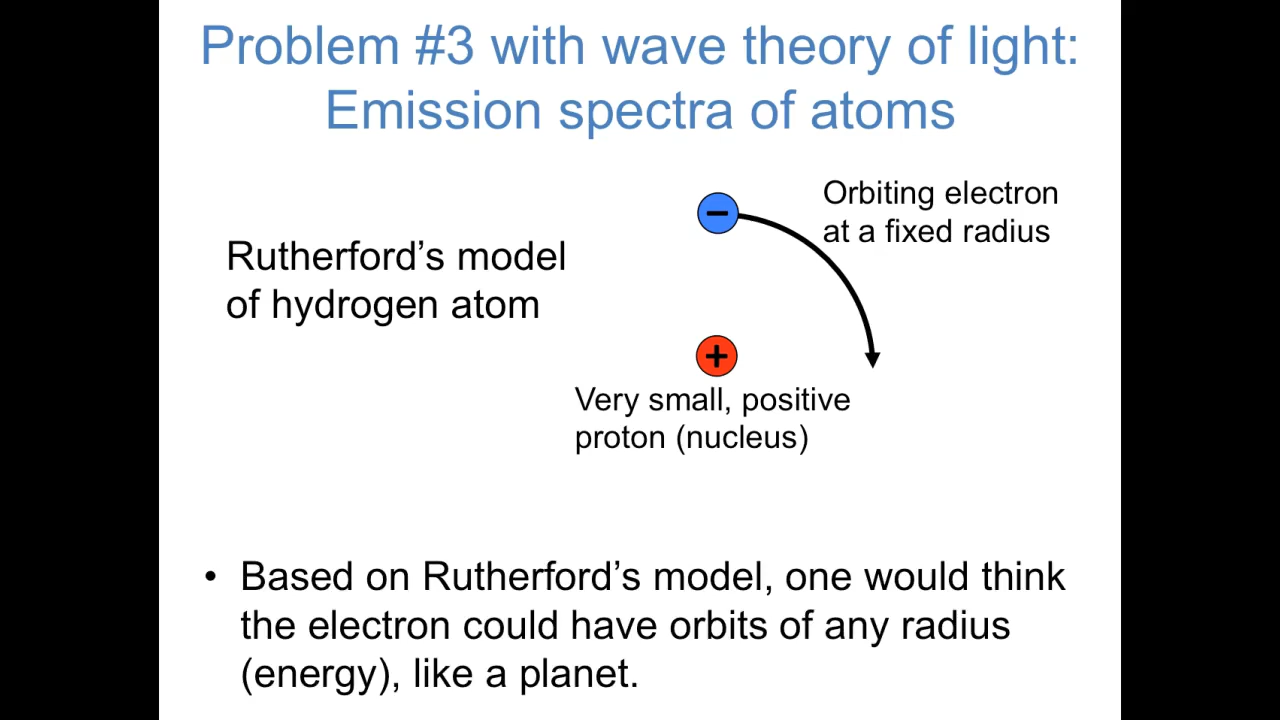 Problem #3 with wave theory of light:
Emission spectra of atoms
Orbiting electron
at a fixed radius
Rutherford’s model
of hydrogen atom
−
+
Very small, positive
proton (nucleus)
• Based on Rutherford’s model, one would think
the electron could have orbits of any radius
(energy), like a planet.